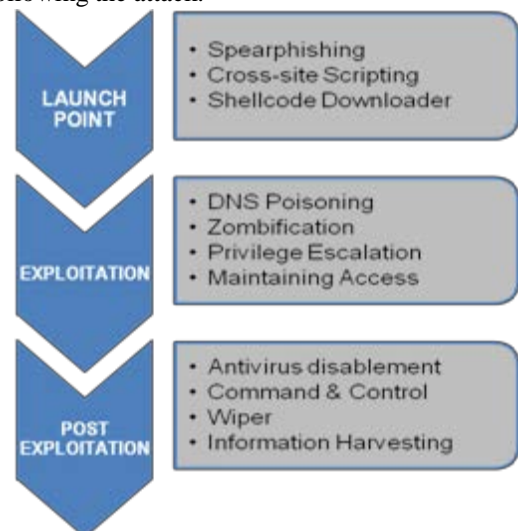 following the attack.
LAUNCH
POINT
• Spearphishing
• Cross-site Scripting
• Shellcode Downloader
EXPLOITATION
• DNS Poisoning
• Zombification
• Privilege Escalation
• Maintaining Access
POST
EXPLOITATION
• Antivirus disablement
• Command & Control
• Wiper
• Information Harvesting